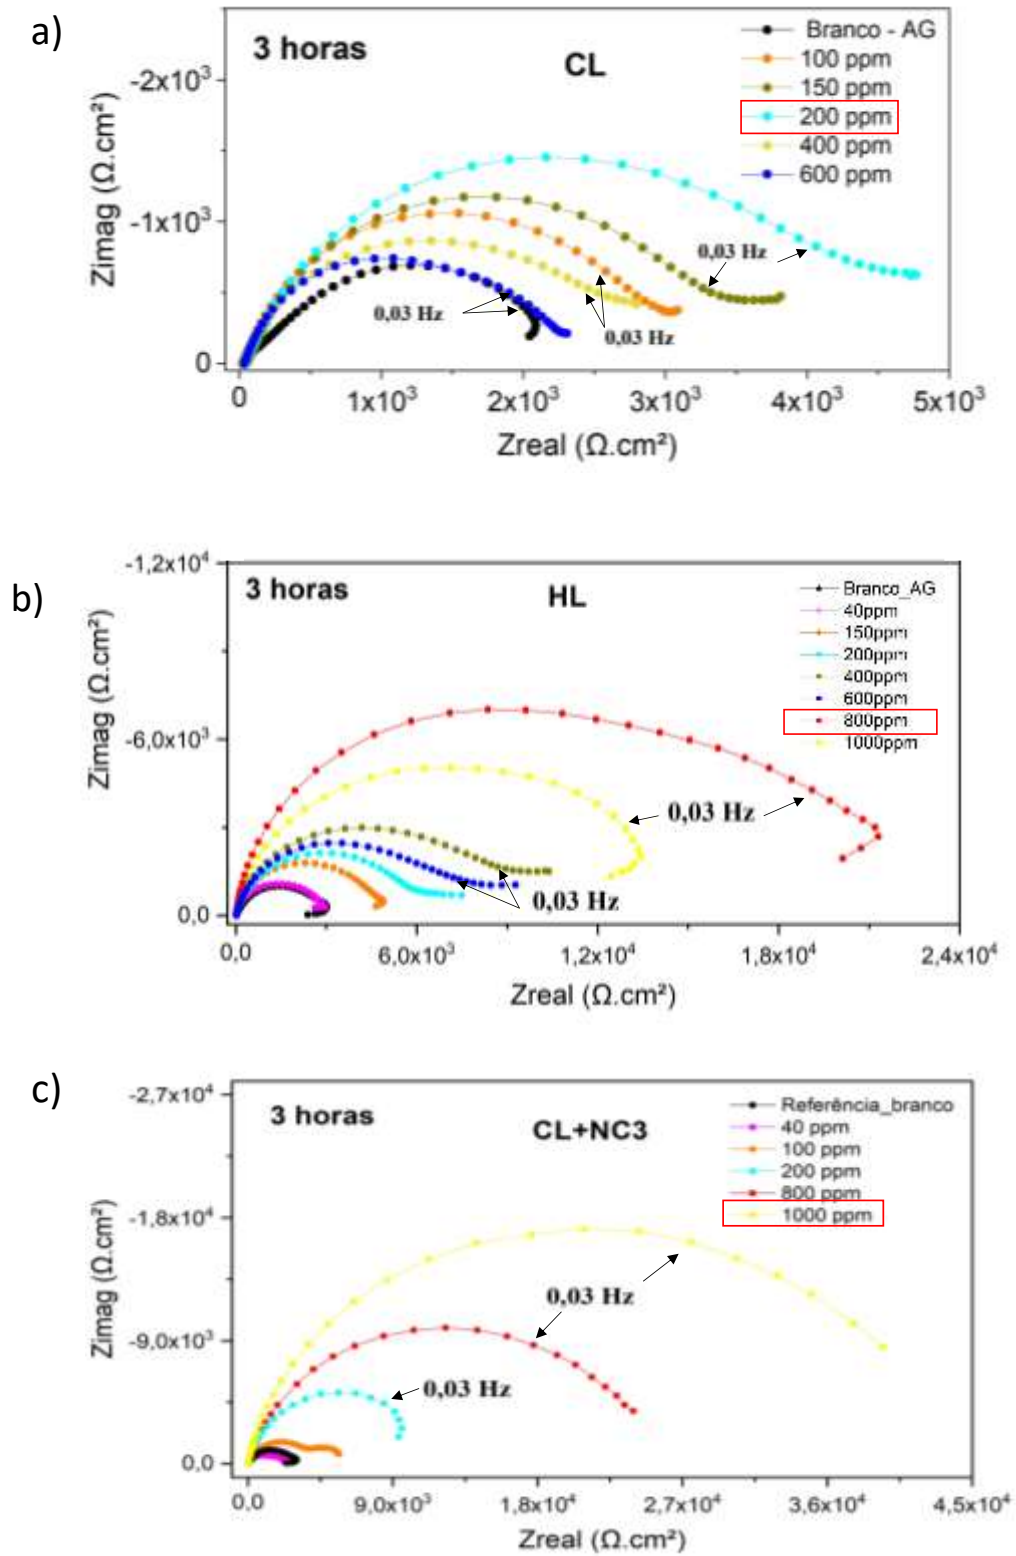 a)
3 horas
CL
Branco - AG
100 ppm
150 ppm
200 ppm
400 ppm
600 ppm
-2x10³
-1x10³
0
Zimag (Ω.cm²)
0,03 Hz
0,03 Hz
0,03 Hz
0
1x10³
2x10³
3x10³
4x10³
5x10³
Zreal (Ω.cm²)
b)
3 horas
HL
Branco_AG
40ppm
150ppm
200ppm
400ppm
600ppm
800ppm
1000ppm
-1,2x10⁴
-6,0x10³
0,0
Zimag (Ω.cm²)
0,03 Hz
0,03 Hz
0,0
6,0x10³
1,2x10⁴
1,8x10⁴
2,4x10⁴
Zreal (Ω.cm²)
c)
3 horas
CL+NC3
Referência_branco
40 ppm
100 ppm
200 ppm
800 ppm
1000 ppm
-2,7x10⁴
-1,8x10⁴
-9,0x10³
0,0
Zimag (Ω.cm²)
0,03 Hz
0,03 Hz
0,0
9,0x10³
1,8x10⁴
2,7x10⁴
3,6x10⁴
4,5x10⁴
Zreal (Ω.cm²)